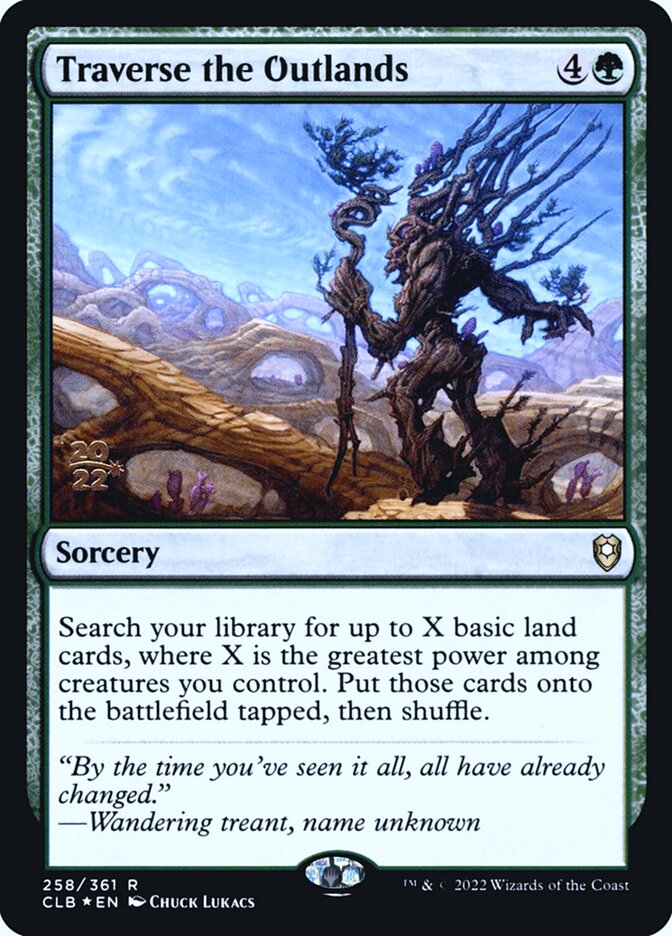 Traverse the Outlands 4
20
22
Sorcery
Search your library for up to X basic land
cards, where X is the greatest power among
creatures you control. Put those cards onto
the battlefield tapped, then shuffle.
“By the time you’ve seen it all, all have already
changed.”
—Wandering treant, name unknown
258/361 R
™ & © 2022 Wizards of the Coast
CLB ★ EN Chuck Lukacs